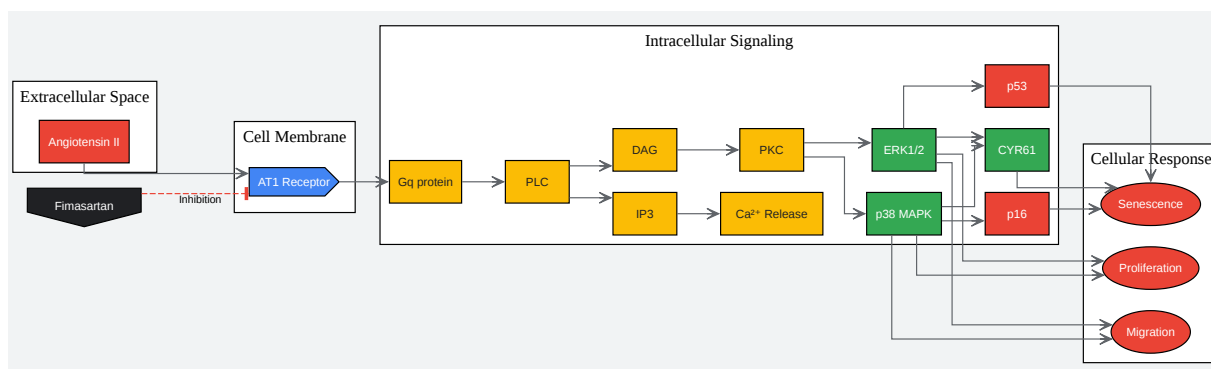 Intracellular Signaling
Extracellular Space
Angiotensin II
Fimasartan
Inhibition
Cell Membrane
AT1 Receptor
Gq protein
PLC
DAG
IP3
PKC
Ca²⁺ Release
ERK1/2
p38 MAPK
p53
CYR61
p16
Cellular Response
Senescence
Proliferation
Migration